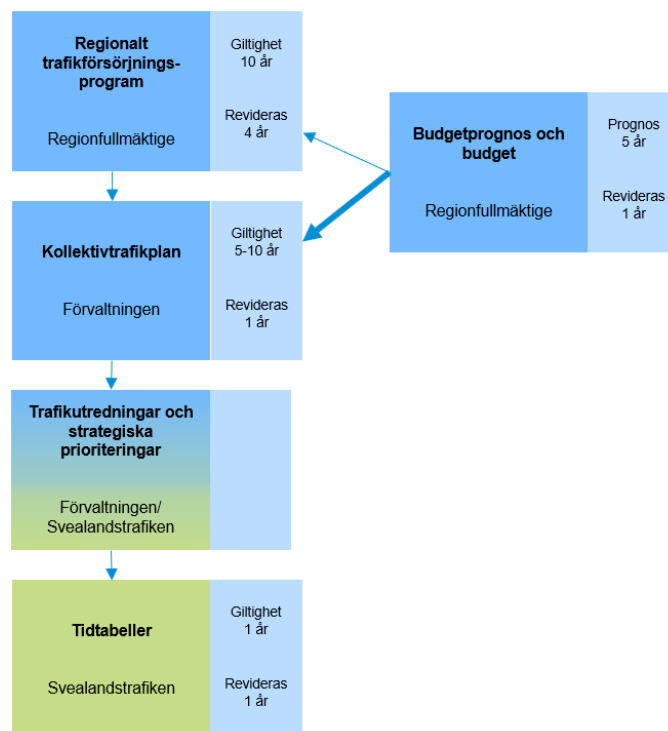 Regionalt
trafikförsörjnings-
program
Regionfullmäktige
Giltighet
10 år
Revideras
4 år
Budgetprognos och
budget
Regionfullmäktige
Prognos
5 år
Revideras
1 år
Kollektivtrafikplan
Förvaltningen
Giltighet
5-10 år
Revideras
1 år
Trafikutredningar och
strategiska
prioriteringar
Förvaltningen/
Svealandstrafiken
Tidtabeller
Svealandstrafiken
Giltighet
1 år
Revideras
1 år